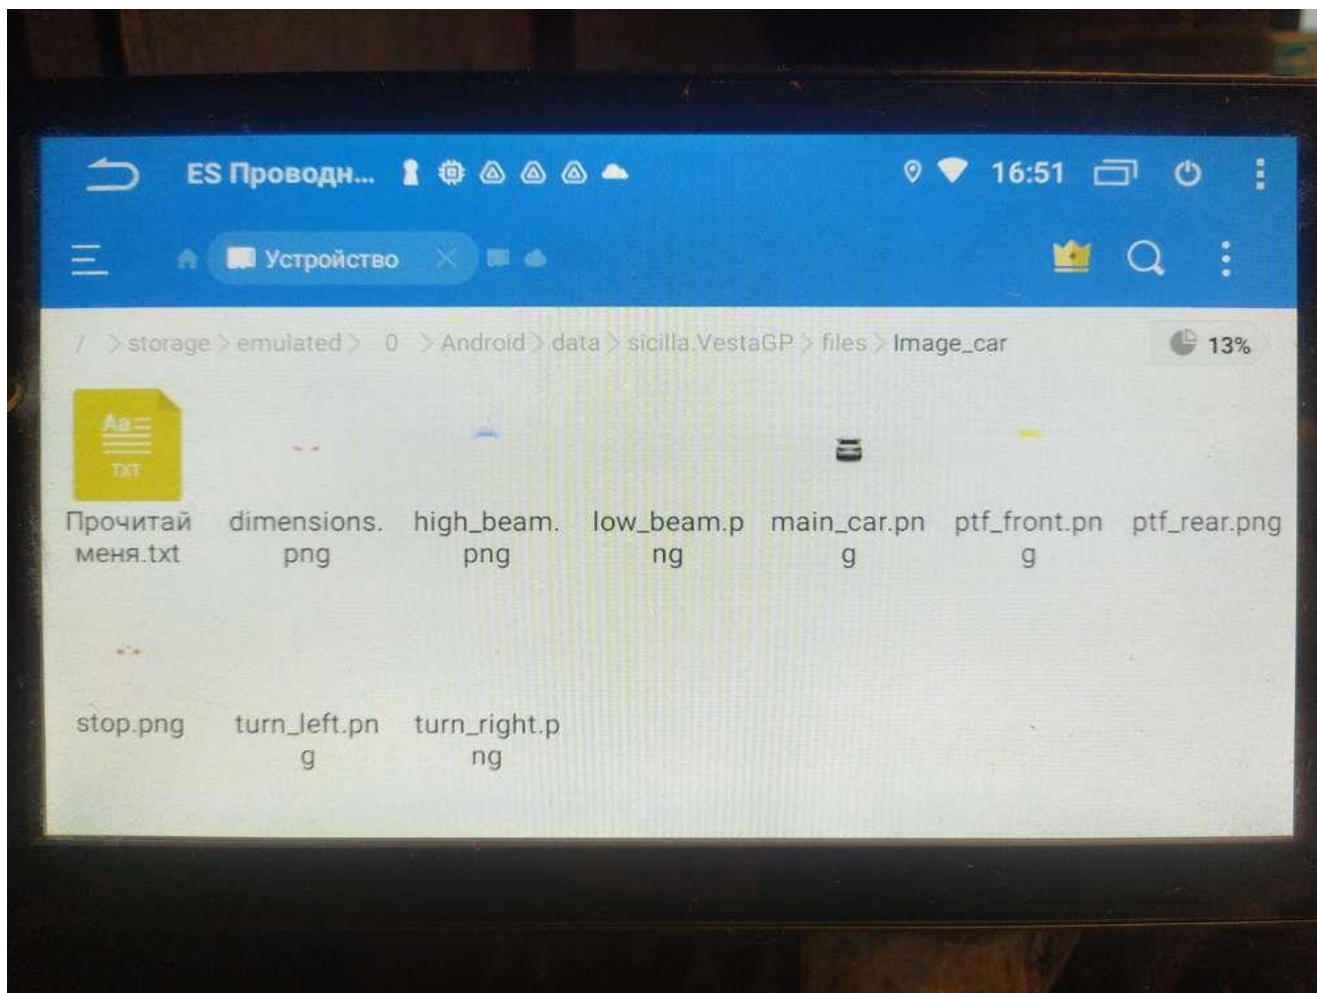 ES Проводн... 16:51
Устройство
/ > storage > emulated > 0 > Android > data > sicilla.VestaGP > files > Image_car 13%
Aa
TXT
Прочитай dimensions. high_beam. low_beam.p main_car.pn ptf_front.pn ptf_rear.png
меня.txt png png ng g g
stop.png turn_left.pn turn_right.p
g ng